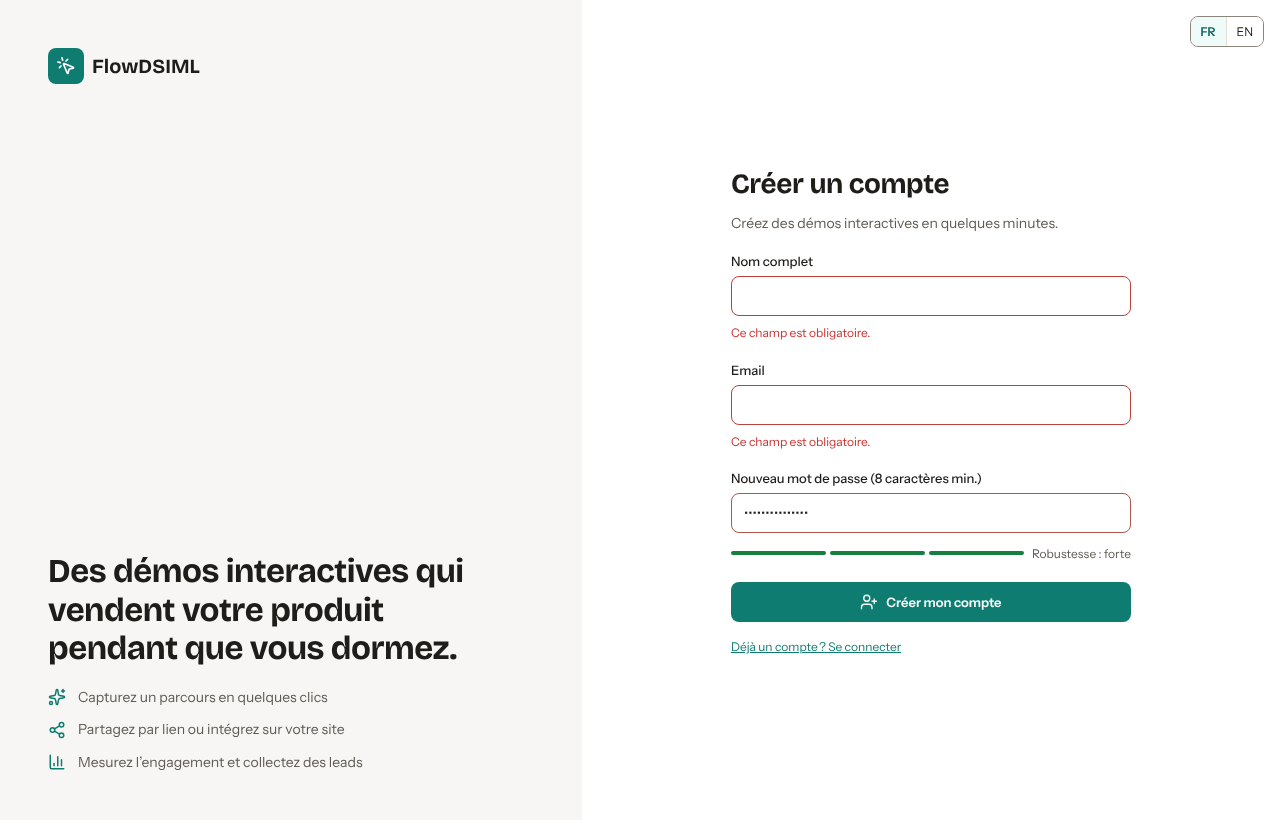 FlowDSIML
Des démos interactives qui
vendent votre produit
pendant que vous dormez.
Capturez un parcours en quelques clics
Partagez par lien ou intégrez sur votre site
Mesurez l’engagement et collectez des leads
FR EN
Créer un compte
Créez des démos interactives en quelques minutes.
Nom complet
Ce champ est obligatoire.
Email
Ce champ est obligatoire.
Nouveau mot de passe (8 caractères min.)
•••••••••••••••
Robustesse : forte
Créer mon compte
Déjà un compte ? Se connecter